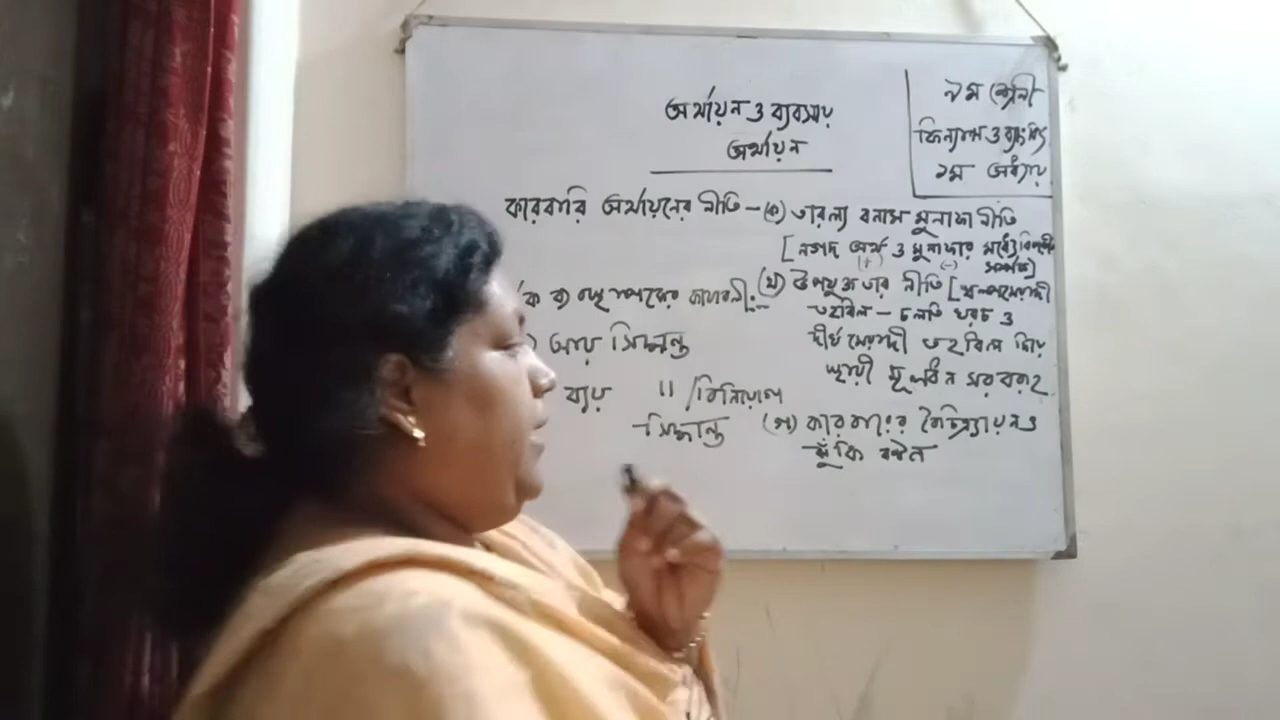 অর্থায়ন ও ব্যবসায়
অর্থায়ন
৯ম শ্রেণী
ফিন্যান্স ও ব্যাংকিং
১ম অধ্যায়
কারবারি অর্থায়নের নীতি – (ক) তারল্য বনাম মুনাফা নীতি
[নগদ অর্থ ও মুনাফার মধ্যে বিপরীত
(+) (–) সম্পর্ক]
(খ) উপযুক্ততার নীতি [স্বল্পমেয়াদী
তহবিল – চলতি খরচ ও
দীর্ঘমেয়াদী তহবিল দিয়ে
স্থায়ী মূলধন সরবরাহ
(গ) কারবারের বৈচিত্র্যায়ন ও
ঝুঁকি বণ্টন
আয় সিদ্ধান্ত
ব্যয় " / বিনিয়োগ
সিদ্ধান্ত